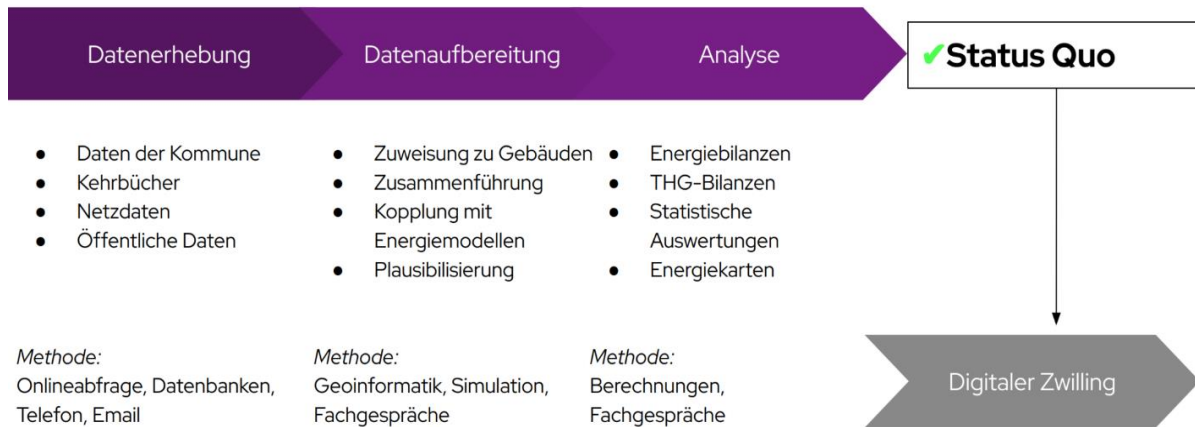 Datenerhebung
Datenaufbereitung
Analyse
✔Status Quo
● Daten der Kommune
● Kehrbücher
● Netzdaten
● Öffentliche Daten
● Zuweisung zu Gebäuden
● Zusammenführung
● Kopplung mit
Energiemodellen
● Plausibilisierung
● Energiebilanzen
● THG-Bilanzen
● Statistische
Auswertungen
● Energiekarten
Methode:
Onlineabfrage, Datenbanken,
Telefon, Email
Methode:
Geoinformatik, Simulation,
Fachgespräche
Methode:
Berechnungen,
Fachgespräche
Digitaler Zwilling